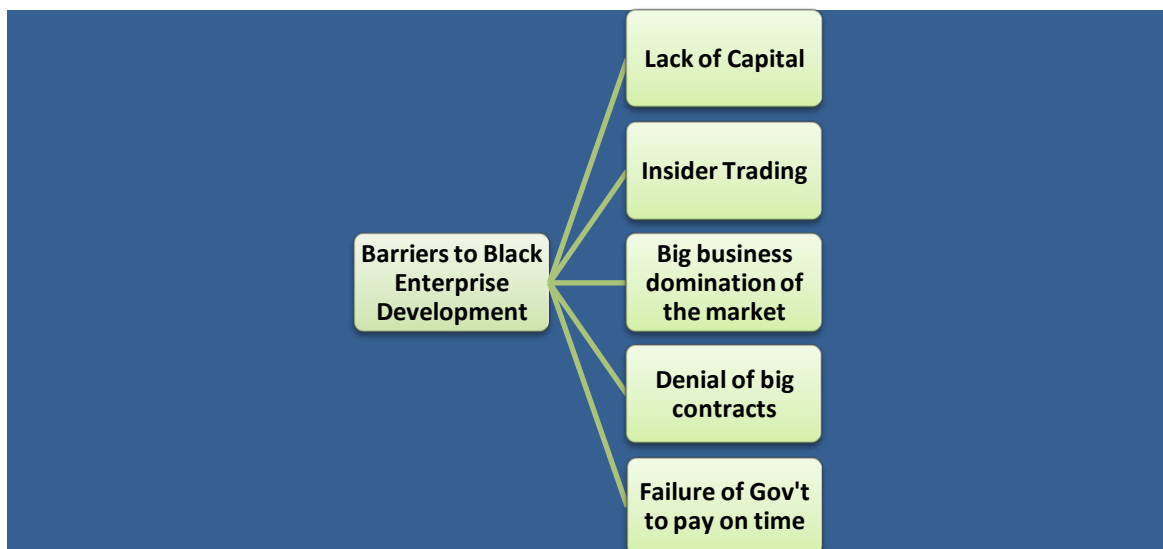 Barriers to Black
Enterprise
Development
Lack of Capital
Insider Trading
Big business
domination of
the market
Denial of big
contracts
Failure of Gov't
to pay on time